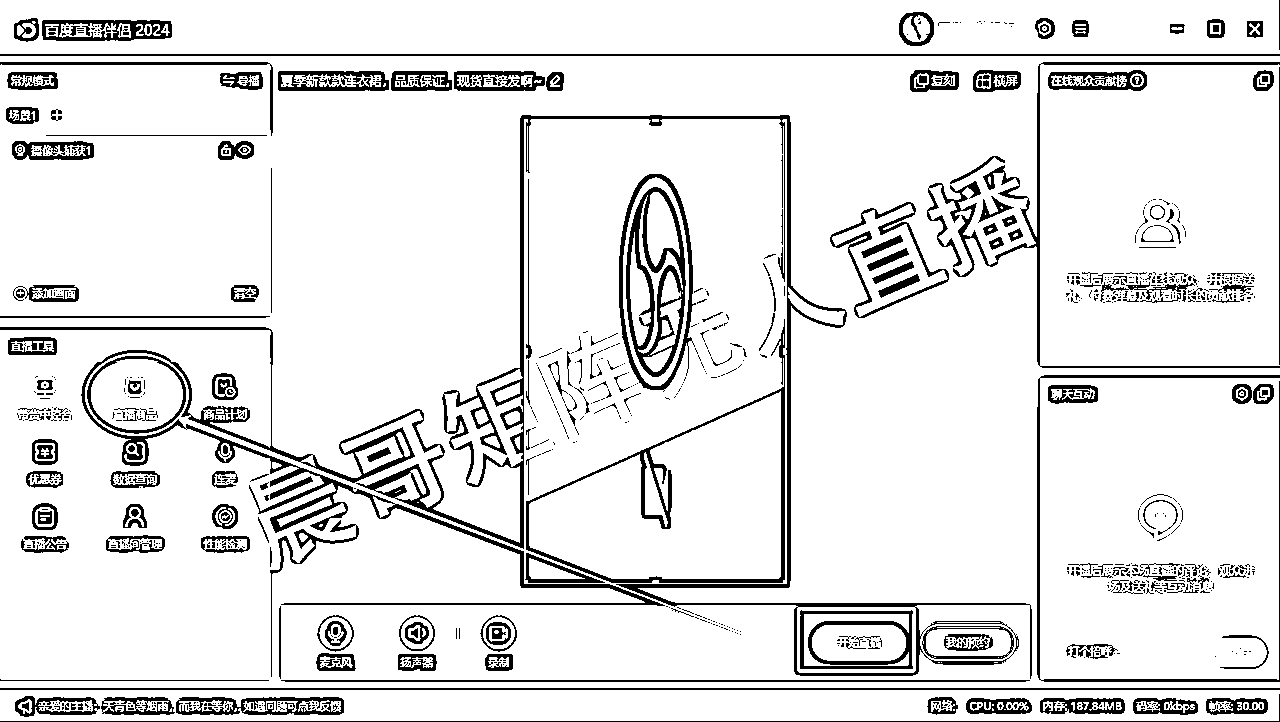 百度直播伴侣 2024
常规模式
导播
夏季新款款连衣裙，品质保证，现货直接发啊~
复刻
横屏
在线观众贡献榜
场景1
摄像头捕获1
添加画面
清空
开播后展示直播在线观众，并根据送
礼、付费弹幕及观看时长的贡献排名
直播工具
带货中控台
直播商品
商品计划
优惠券
数据查询
连麦
直播公告
直播间管理
性能检测
晨哥矩阵无人直播
聊天互动
开播后展示本场直播的评论、观众进
场及送礼等互动消息
麦克风
扬声器
录制
开始直播
我的预约
打个招呼~
亲爱的主播~天青色等烟雨，而我在等你，如遇问题可点我反馈
网络:
CPU: 0.00%
内存: 187.84MB
码率: 0kbps
帧率: 30.00